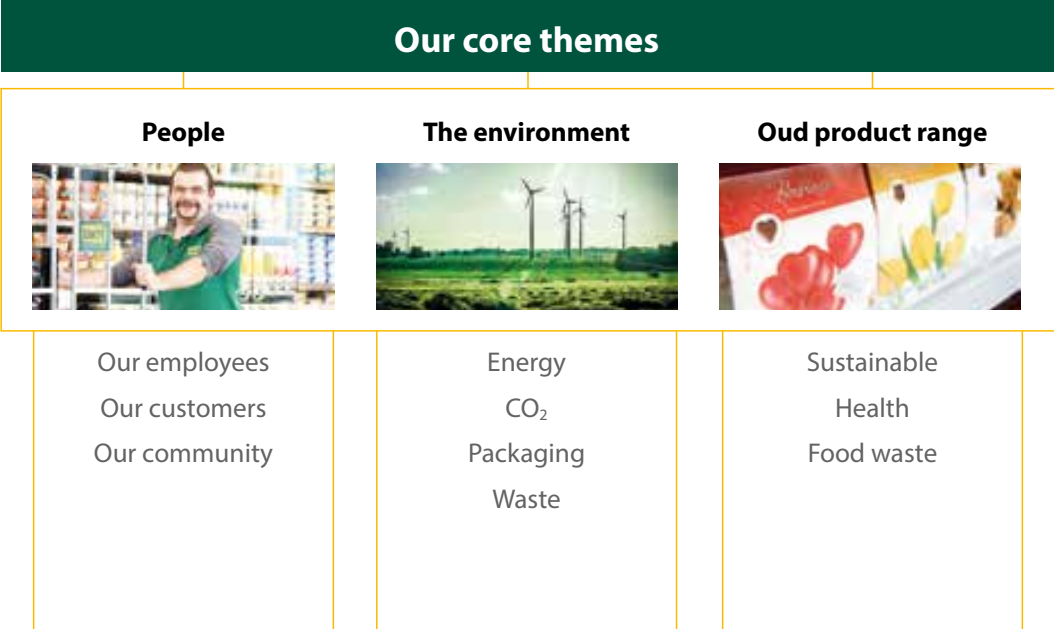 Our core themes
People
The environment
Oud product range
Our employees
Our customers
Our community
Energy
CO₂
Packaging
Waste
Sustainable
Health
Food waste